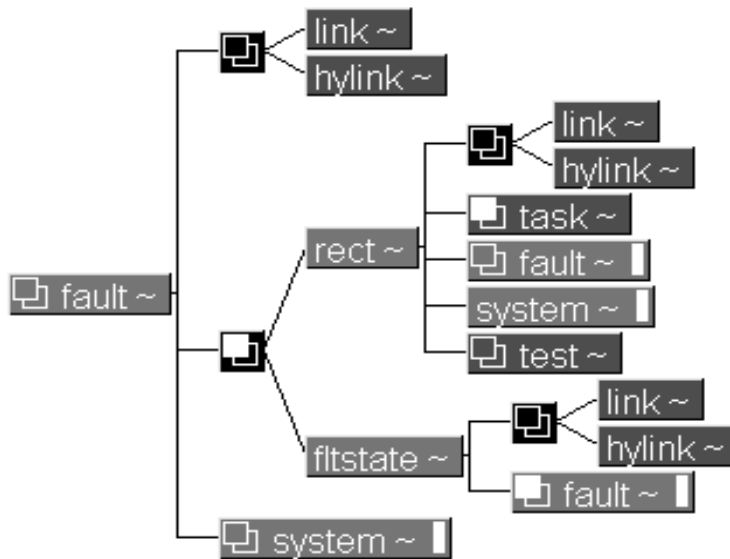 link ~
hylink ~
link ~
hylink ~
task ~
rect ~
fault ~
fault ~
system ~
test ~
link ~
hylink ~
fltstate ~
fault ~
system ~